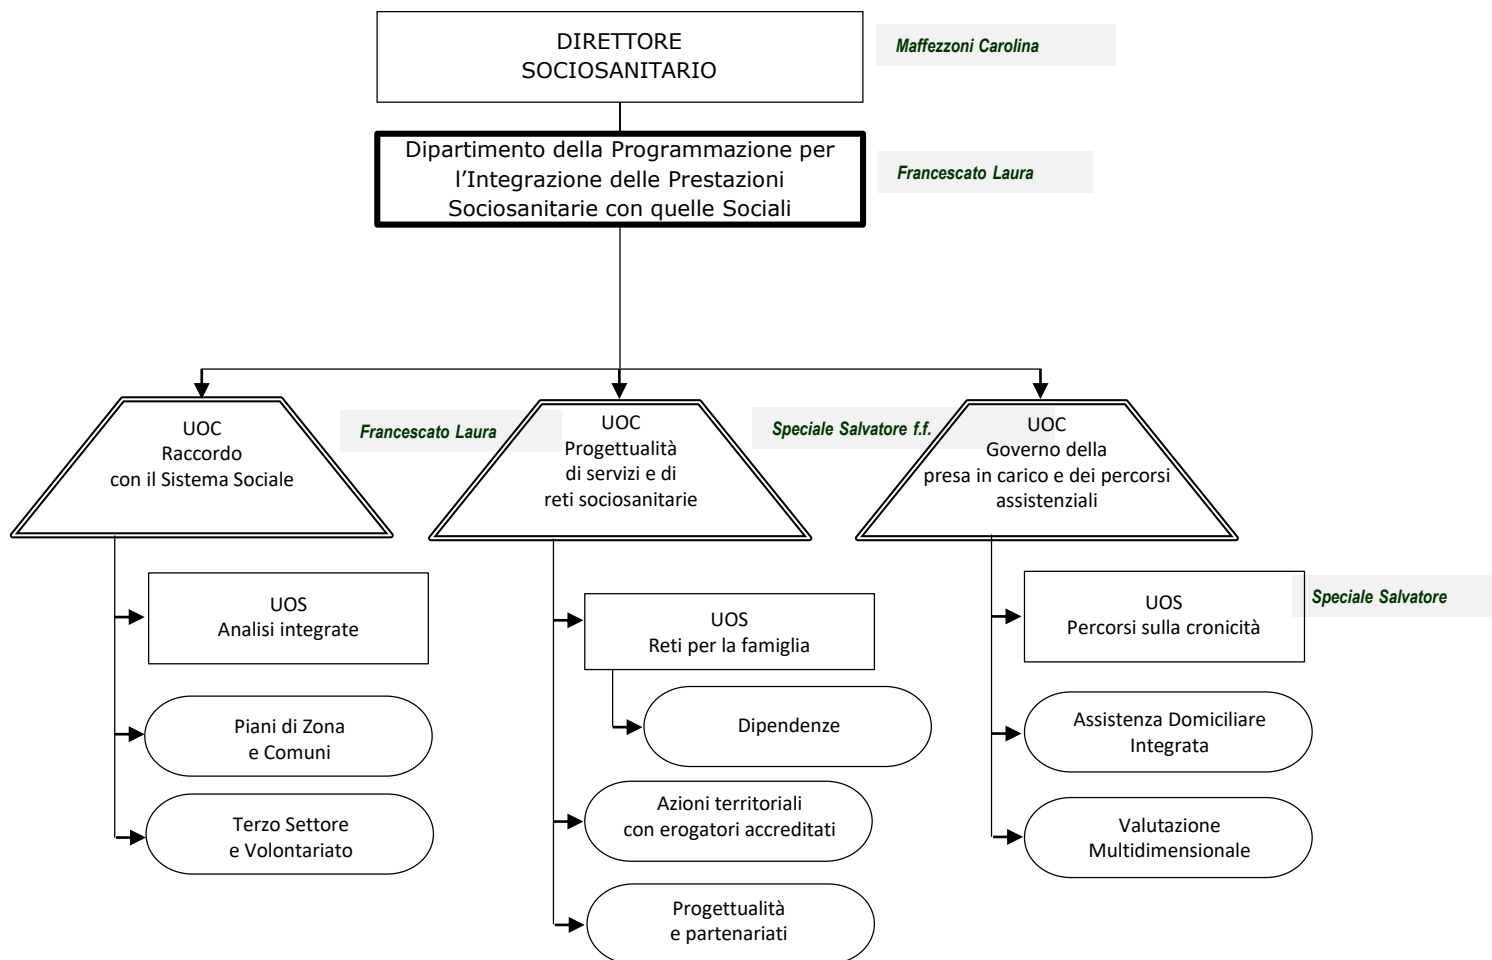 DIRETTORE
SOCIOSANITARIO
Maffezzoni Carolina
Dipartimento della Programmazione per
l’Integrazione delle Prestazioni
Sociosanitarie con quelle Sociali
Francescato Laura
UOC
Raccordo
con il Sistema Sociale
Francescato Laura
UOC
Progettualità
di servizi e di
reti sociosanitarie
Speciale Salvatore f.f.
UOC
Governo della
presa in carico e dei percorsi
assistenziali
UOS
Analisi integrate
Piani di Zona
e Comuni
Terzo Settore
e Volontariato
UOS
Reti per la famiglia
Dipendenze
Azioni territoriali
con erogatori accreditati
Progettualità
e partenariati
UOS
Percorsi sulla cronicità
Speciale Salvatore
Assistenza Domiciliare
Integrata
Valutazione
Multidimensionale